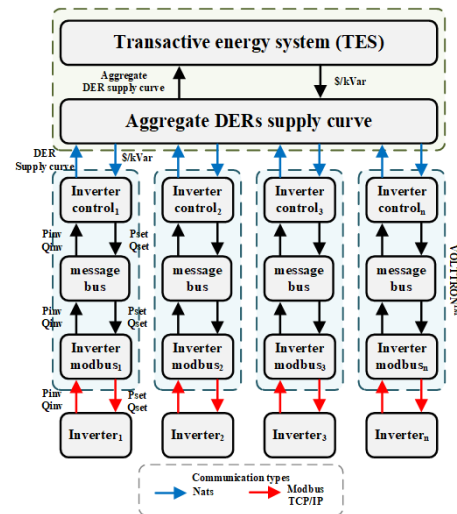 Transactive energy system (TES)
Aggregate
DER supply curve
$/kVar
Aggregate DERs supply curve
DER
Supply curve
$/kVar
Inverter
control1
Inverter
control2
Inverter
control3
Inverter
controln
Pinv
Qinv
Pset
Qset
message
bus
message
bus
message
bus
message
bus
VOLTTRON
Pinv
Qinv
Pset
Qset
Inverter
modbus1
Inverter
modbus2
Inverter
modbus3
Inverter
modbusn
Pinv
Qinv
Pset
Qset
Inverter1
Inverter2
Inverter3
Invertern
Communication types
Nats
Modbus
TCP/IP